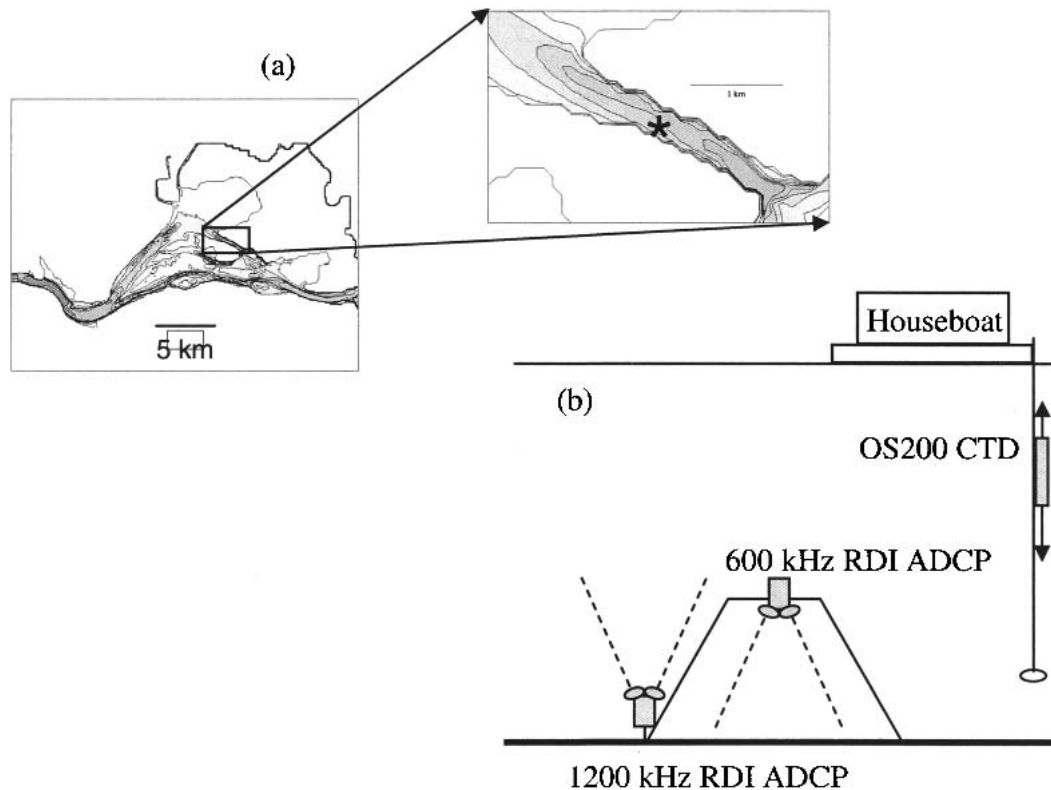 (a)
1 km
5 km
Houseboat
(b)
OS200 CTD
600 kHz RDI ADCP
1200 kHz RDI ADCP